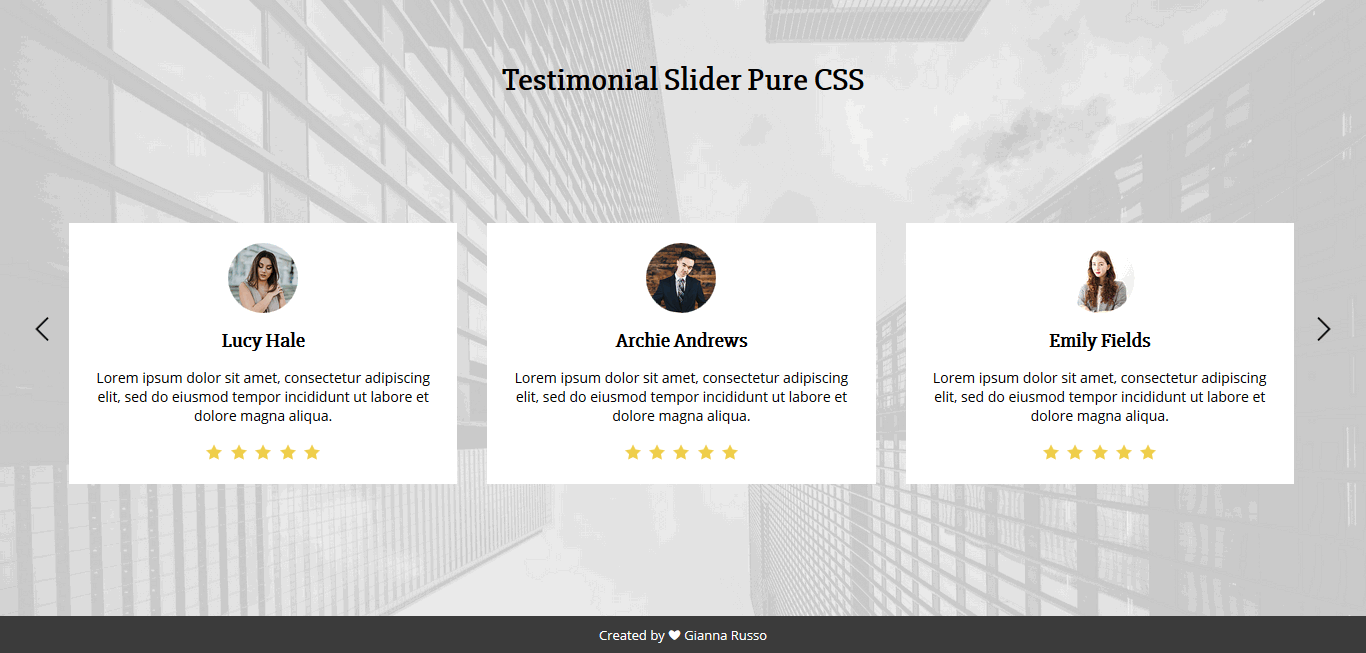 Testimonial Slider Pure CSS
Lucy Hale
Lorem ipsum dolor sit amet, consectetur adipiscing
elit, sed do eiusmod tempor incididunt ut labore et
dolore magna aliqua.
Archie Andrews
Lorem ipsum dolor sit amet, consectetur adipiscing
elit, sed do eiusmod tempor incididunt ut labore et
dolore magna aliqua.
Emily Fields
Lorem ipsum dolor sit amet, consectetur adipiscing
elit, sed do eiusmod tempor incididunt ut labore et
dolore magna aliqua.
Created by ♥ Gianna Russo